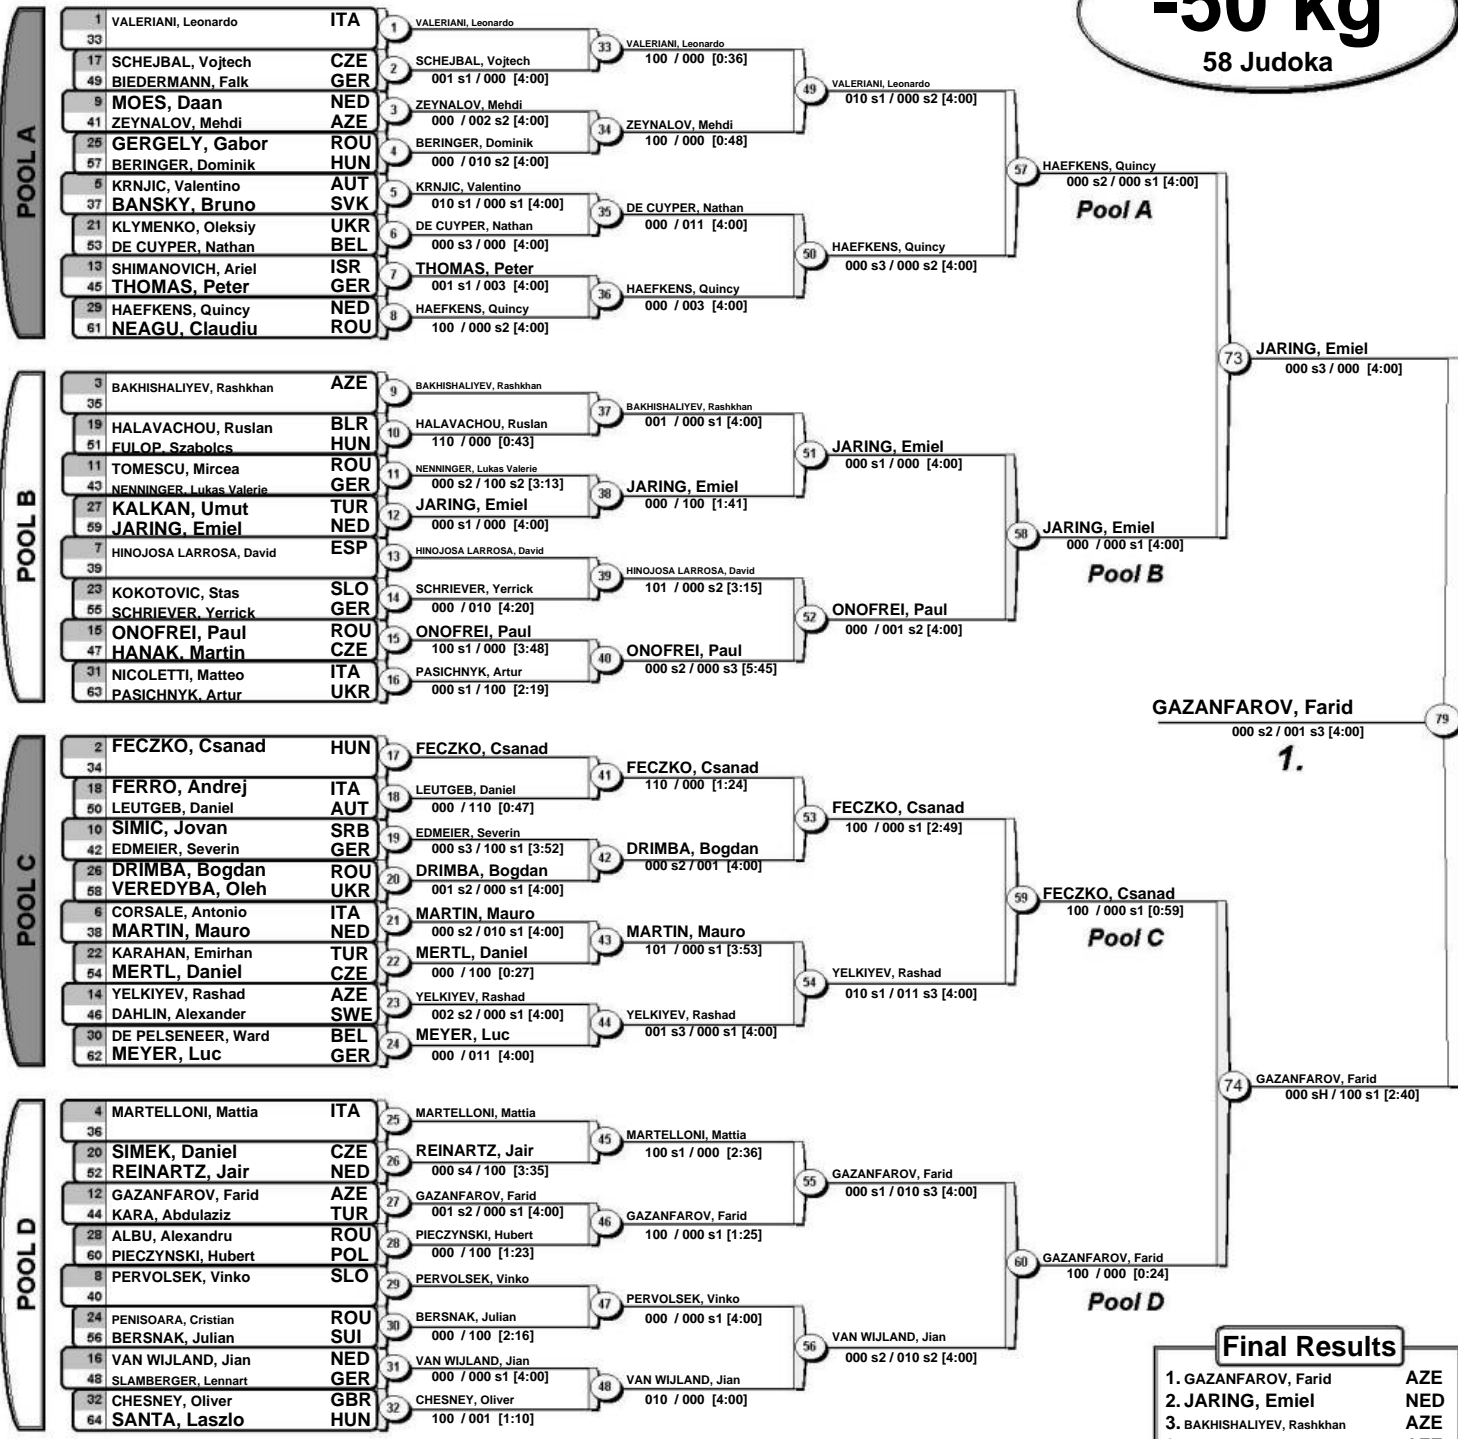 -50 kg
58 Judoka
POOL A
1 VALERIANI, Leonardo ITA
33
17 SCHEJBAL, Vojtech CZE
49 BIEDERMANN, Falk GER
9 MOES, Daan NED
41 ZEYNALOV, Mehdi AZE
25 GERGELY, Gabor ROU
57 BERINGER, Dominik HUN
5 KRNJIC, Valentino AUT
37 BANSKY, Bruno SVK
21 KLYMENKO, Oleksiy UKR
53 DE CUYPER, Nathan BEL
13 SHIMANOVICH, Ariel ISR
45 THOMAS, Peter GER
29 HAEFKENS, Quincy NED
61 NEAGU, Claudiu ROU
1 VALERIANI, Leonardo
2 SCHEJBAL, Vojtech
001 s1 / 000 [4:00]
3 ZEYNALOV, Mehdi
000 / 002 s2 [4:00]
4 BERINGER, Dominik
000 / 010 s2 [4:00]
5 KRNJIC, Valentino
010 s1 / 000 s1 [4:00]
6 DE CUYPER, Nathan
000 s3 / 000 [4:00]
7 THOMAS, Peter
001 s1 / 003 [4:00]
8 HAEFKENS, Quincy
100 / 000 s2 [4:00]
33 VALERIANI, Leonardo
100 / 000 [0:36]
34 ZEYNALOV, Mehdi
100 / 000 [0:48]
35 DE CUYPER, Nathan
000 / 011 [4:00]
36 HAEFKENS, Quincy
000 / 003 [4:00]
49 VALERIANI, Leonardo
010 s1 / 000 s2 [4:00]
50 HAEFKENS, Quincy
000 s3 / 000 s2 [4:00]
57 HAEFKENS, Quincy
000 s2 / 000 s1 [4:00]
Pool A
POOL B
3 BAKHISHALIYEV, Rashkhan AZE
35
19 HALAVACHOU, Ruslan BLR
51 FULOP, Szabolcs HUN
11 TOMESCU, Mircea ROU
43 NENNINGER, Lukas Valerie GER
27 KALKAN, Umut TUR
59 JARING, Emiel NED
7 HINOJOSA LARROSA, David ESP
39
23 KOKOTOVIC, Stas SLO
55 SCHRIEVER, Yerrick GER
15 ONOFREI, Paul ROU
47 HANAK, Martin CZE
31 NICOLETTI, Matteo ITA
63 PASICHNYK, Artur UKR
9 BAKHISHALIYEV, Rashkhan
10 HALAVACHOU, Ruslan
110 / 000 [0:43]
11 NENNINGER, Lukas Valerie
000 s2 / 100 s2 [3:13]
12 JARING, Emiel
000 s1 / 000 [4:00]
13 HINOJOSA LARROSA, David
14 SCHRIEVER, Yerrick
000 / 010 [4:20]
15 ONOFREI, Paul
100 s1 / 000 [3:48]
16 PASICHNYK, Artur
000 s1 / 100 [2:19]
37 BAKHISHALIYEV, Rashkhan
001 / 000 s1 [4:00]
38 JARING, Emiel
000 / 100 [1:41]
39 HINOJOSA LARROSA, David
101 / 000 s2 [3:15]
40 ONOFREI, Paul
000 s2 / 000 s3 [5:45]
51 JARING, Emiel
000 s1 / 000 [4:00]
52 ONOFREI, Paul
000 / 001 s2 [4:00]
58 JARING, Emiel
000 / 000 s1 [4:00]
Pool B
73 JARING, Emiel
000 s3 / 000 [4:00]
GAZANFAROV, Farid
79
000 s2 / 001 s3 [4:00]
1.
POOL C
2 FECZKO, Csanad HUN
34
18 FERRO, Andrej ITA
50 LEUTGEB, Daniel AUT
10 SIMIC, Jovan SRB
42 EDMEIER, Severin GER
26 DRIMBA, Bogdan ROU
58 VEREDYBA, Oleh UKR
6 CORSALE, Antonio ITA
38 MARTIN, Mauro NED
22 KARAHAN, Emirhan TUR
54 MERTL, Daniel CZE
14 YELKIYEV, Rashad AZE
46 DAHLIN, Alexander SWE
30 DE PELSENEER, Ward BEL
62 MEYER, Luc GER
17 FECZKO, Csanad
18 LEUTGEB, Daniel
000 / 110 [0:47]
19 EDMEIER, Severin
000 s3 / 100 s1 [3:52]
20 DRIMBA, Bogdan
001 s2 / 000 s1 [4:00]
21 MARTIN, Mauro
000 s2 / 010 s1 [4:00]
22 MERTL, Daniel
000 / 100 [0:27]
23 YELKIYEV, Rashad
002 s2 / 000 s1 [4:00]
24 MEYER, Luc
000 / 011 [4:00]
41 FECZKO, Csanad
110 / 000 [1:24]
42 DRIMBA, Bogdan
000 s2 / 001 [4:00]
43 MARTIN, Mauro
101 / 000 s1 [3:53]
44 YELKIYEV, Rashad
001 s3 / 000 s1 [4:00]
53 FECZKO, Csanad
100 / 000 s1 [2:49]
54 YELKIYEV, Rashad
010 s1 / 011 s3 [4:00]
59 FECZKO, Csanad
100 / 000 s1 [0:59]
Pool C
74 GAZANFAROV, Farid
000 sH / 100 s1 [2:40]
POOL D
4 MARTELLONI, Mattia ITA
36
20 SIMEK, Daniel CZE
52 REINARTZ, Jair NED
12 GAZANFAROV, Farid AZE
44 KARA, Abdulaziz TUR
28 ALBU, Alexandru ROU
60 PIECZYNSKI, Hubert POL
8 PERVOLSEK, Vinko SLO
40
24 PENISOARA, Cristian ROU
56 BERSNAK, Julian SUI
16 VAN WIJLAND, Jian NED
48 SLAMBERGER, Lennart GER
32 CHESNEY, Oliver GBR
64 SANTA, Laszlo HUN
25 MARTELLONI, Mattia
26 REINARTZ, Jair
000 s4 / 100 [3:35]
27 GAZANFAROV, Farid
001 s2 / 000 s1 [4:00]
28 PIECZYNSKI, Hubert
000 / 100 [1:23]
29 PERVOLSEK, Vinko
30 BERSNAK, Julian
000 / 100 [2:16]
31 VAN WIJLAND, Jian
000 / 000 s1 [4:00]
32 CHESNEY, Oliver
100 / 001 [1:10]
45 MARTELLONI, Mattia
100 s1 / 000 [2:36]
46 GAZANFAROV, Farid
100 / 000 s1 [1:25]
47 PERVOLSEK, Vinko
000 / 000 s1 [4:00]
48 VAN WIJLAND, Jian
010 / 000 [4:00]
55 GAZANFAROV, Farid
000 s1 / 010 s3 [4:00]
56 VAN WIJLAND, Jian
000 s2 / 010 s2 [4:00]
60 GAZANFAROV, Farid
100 / 000 [0:24]
Pool D
Final Results
1. GAZANFAROV, Farid AZE
2. JARING, Emiel NED
3. BAKHISHALIYEV, Rashkhan AZE